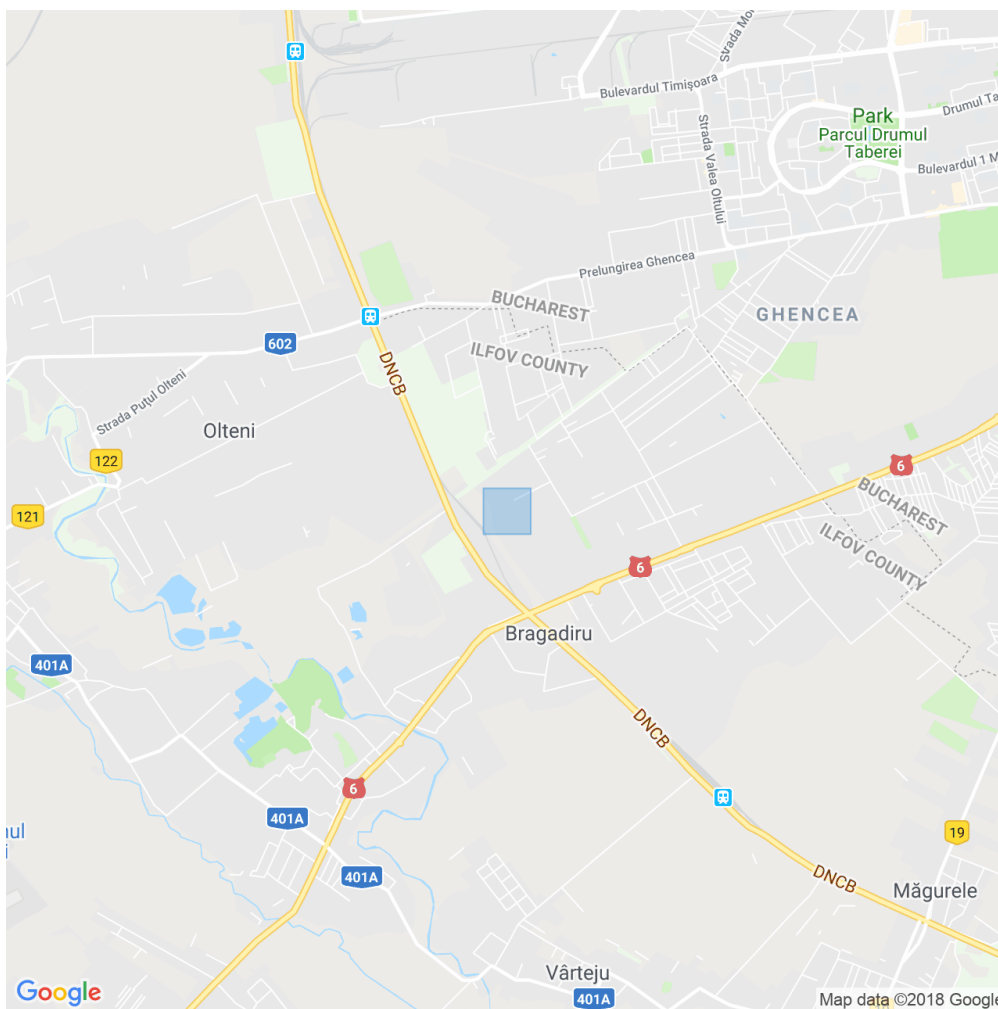 Strada Mo
Bulevardul Timișoara
Park
Parcul Drumul
Taberei
Drumul Ta
Bulevardul 1 M
Strada Valea Oltului
Prelungirea Ghencea
BUCHAREST
GHENCEA
602
ILFOV COUNTY
DNCB
Strada Puțul Olteni
Olteni
122
6
121
BUCHAREST
ILFOV COUNTY
6
Bragadiru
401A
DNCB
6
401A
nul
i
19
401A
DNCB
Măgurele
Vârteju
Google
401A
Map data ©2018 Google